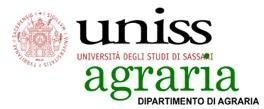 uniss
UNIVERSITÀ DEGLI STUDI DI SASSARI
agraria
DIPARTIMENTO DI AGRARIA